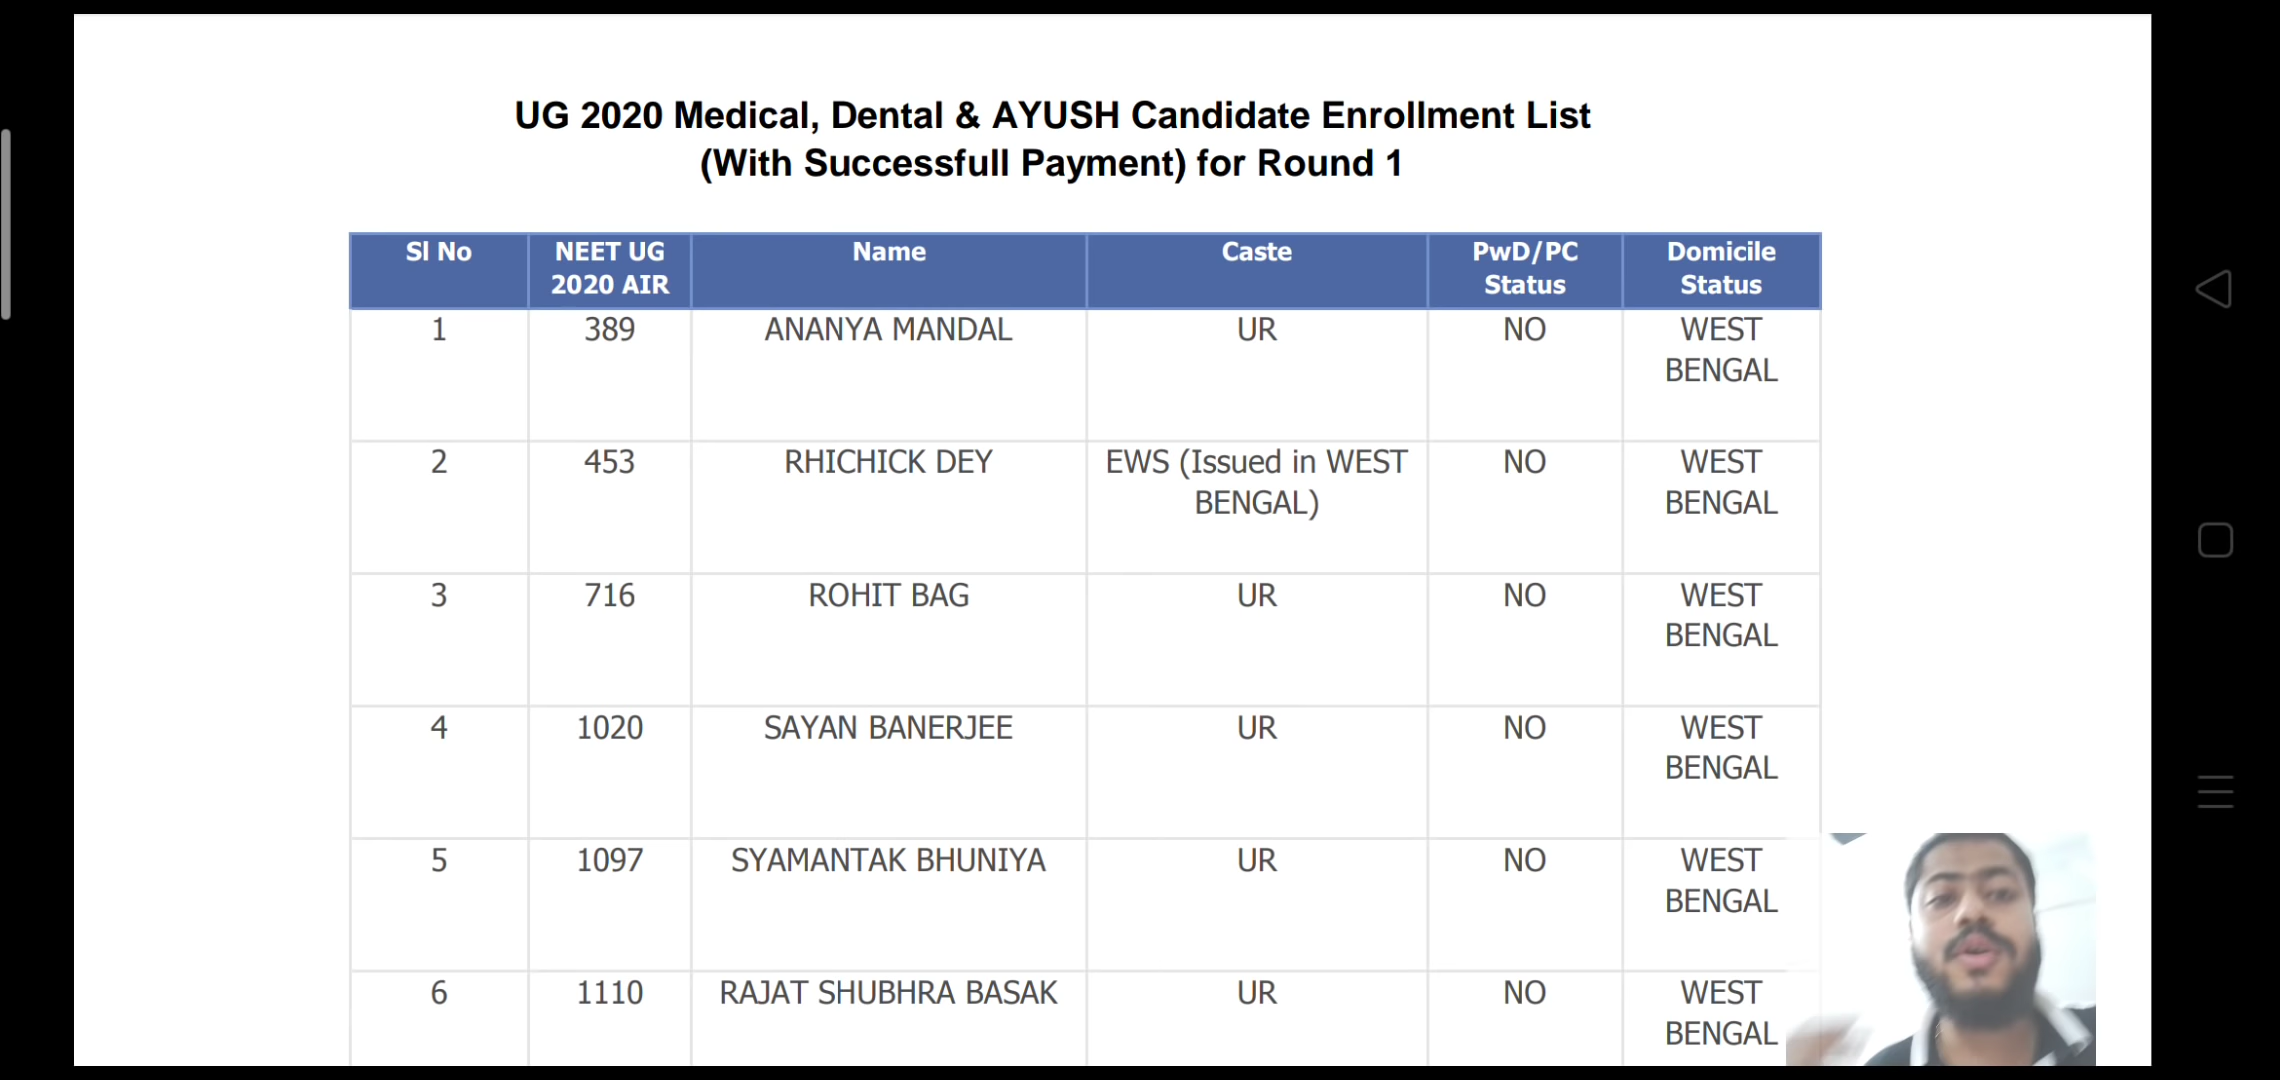 UG 2020 Medical, Dental & AYUSH Candidate Enrollment List
(With Successfull Payment) for Round 1
Sl No NEET UG 2020 AIR Name Caste PwD/PC Status Domicile Status
1 389 ANANYA MANDAL UR NO WEST BENGAL
2 453 RHICHICK DEY EWS (Issued in WEST BENGAL) NO WEST BENGAL
3 716 ROHIT BAG UR NO WEST BENGAL
4 1020 SAYAN BANERJEE UR NO WEST BENGAL
5 1097 SYAMANTAK BHUNIYA UR NO WEST BENGAL
6 1110 RAJAT SHUBHRA BASAK UR NO WEST BENGAL